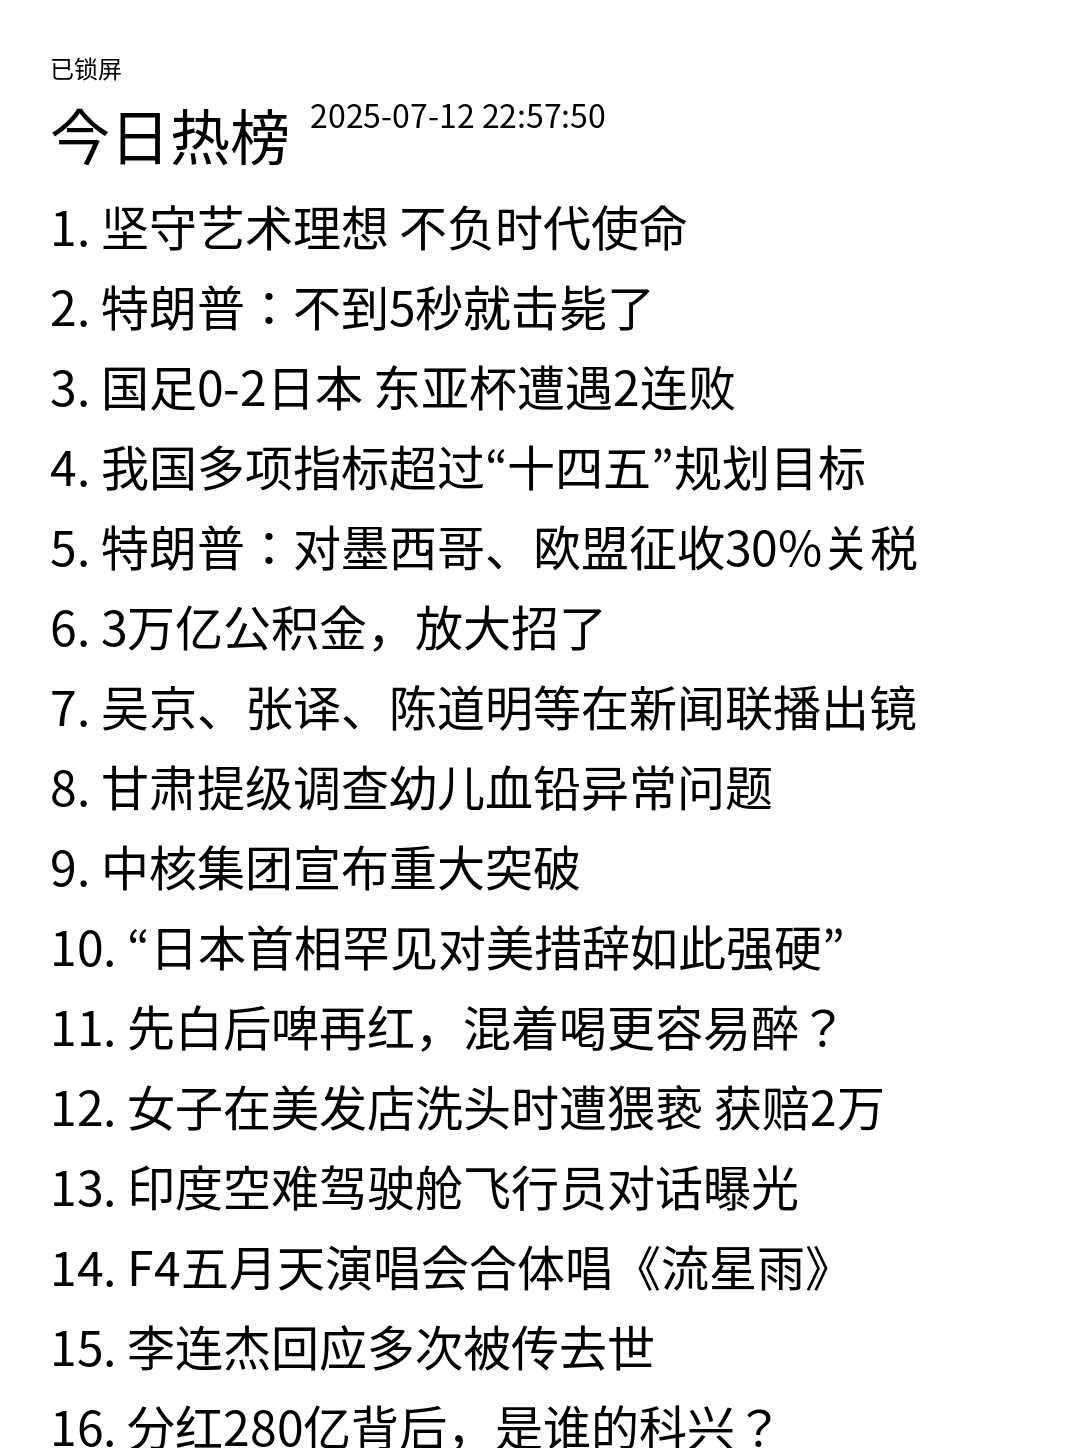 已锁屏
今日热榜 2025-07-12 22:57:50
1. 坚守艺术理想 不负时代使命
2. 特朗普：不到5秒就击毙了
3. 国足0-2日本 东亚杯遭遇2连败
4. 我国多项指标超过“十四五”规划目标
5. 特朗普：对墨西哥、欧盟征收30%关税
6. 3万亿公积金，放大招了
7. 吴京、张译、陈道明等在新闻联播出镜
8. 甘肃提级调查幼儿血铅异常问题
9. 中核集团宣布重大突破
10. “日本首相罕见对美措辞如此强硬”
11. 先白后啤再红，混着喝更容易醉？
12. 女子在美发店洗头时遭猥亵 获赔2万
13. 印度空难驾驶舱飞行员对话曝光
14. F4五月天演唱会合体唱《流星雨》
15. 李连杰回应多次被传去世
16. 分红280亿背后，是谁的科兴？